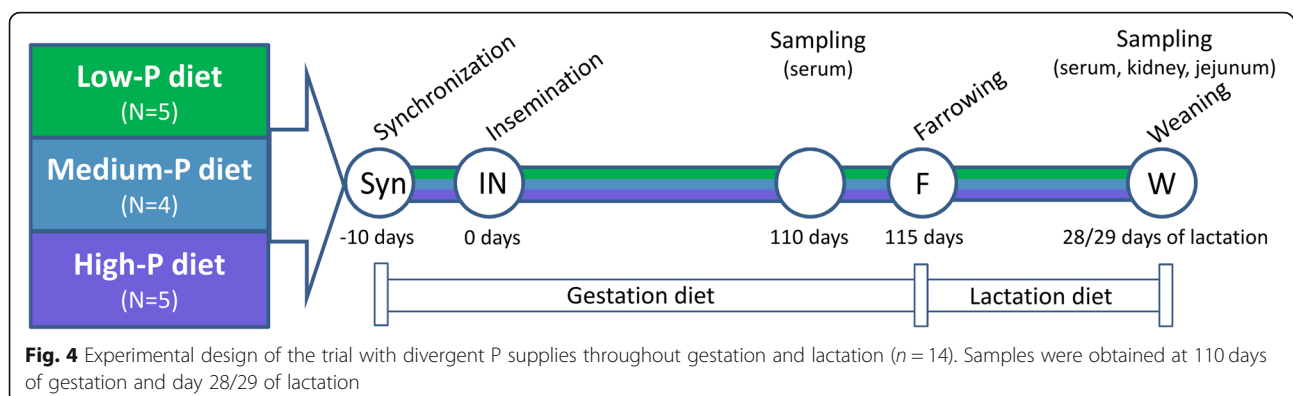 Low-P diet
(N=5)
Medium-P diet
(N=4)
High-P diet
(N=5)
Synchronization
Insemination
Sampling
(serum)
Farrowing
Sampling
(serum, kidney, jejunum)
Weaning
Syn
IN
F
W
-10 days
0 days
110 days
115 days
28/29 days of lactation
Gestation diet
Lactation diet
Fig. 4 Experimental design of the trial with divergent P supplies throughout gestation and lactation (n = 14). Samples were obtained at 110 days
of gestation and day 28/29 of lactation